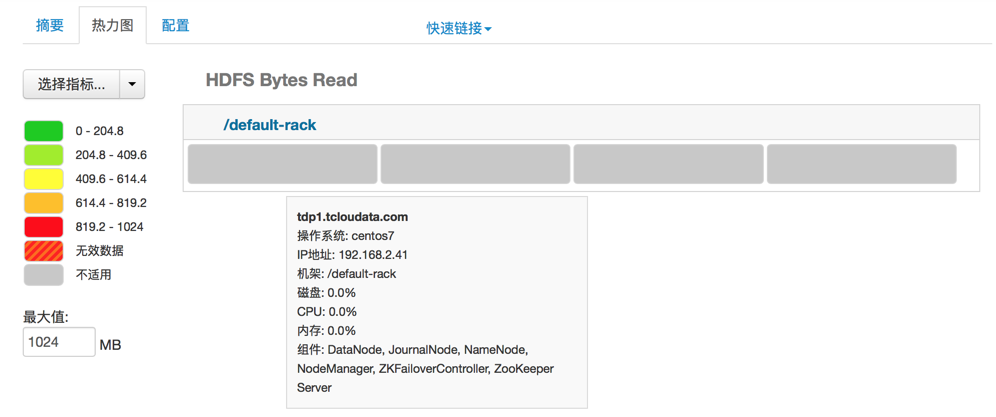 摘要
热力图
配置
快速链接
选择指标...
HDFS Bytes Read
/default-rack
0 - 204.8
204.8 - 409.6
409.6 - 614.4
614.4 - 819.2
819.2 - 1024
无效数据
不适用
最大值:
1024 MB
tdp1.tcloudata.com
操作系统: centos7
IP地址: 192.168.2.41
机架: /default-rack
磁盘: 0.0%
CPU: 0.0%
内存: 0.0%
组件: DataNode, JournalNode, NameNode,
NodeManager, ZKFailoverController, ZooKeeper
Server